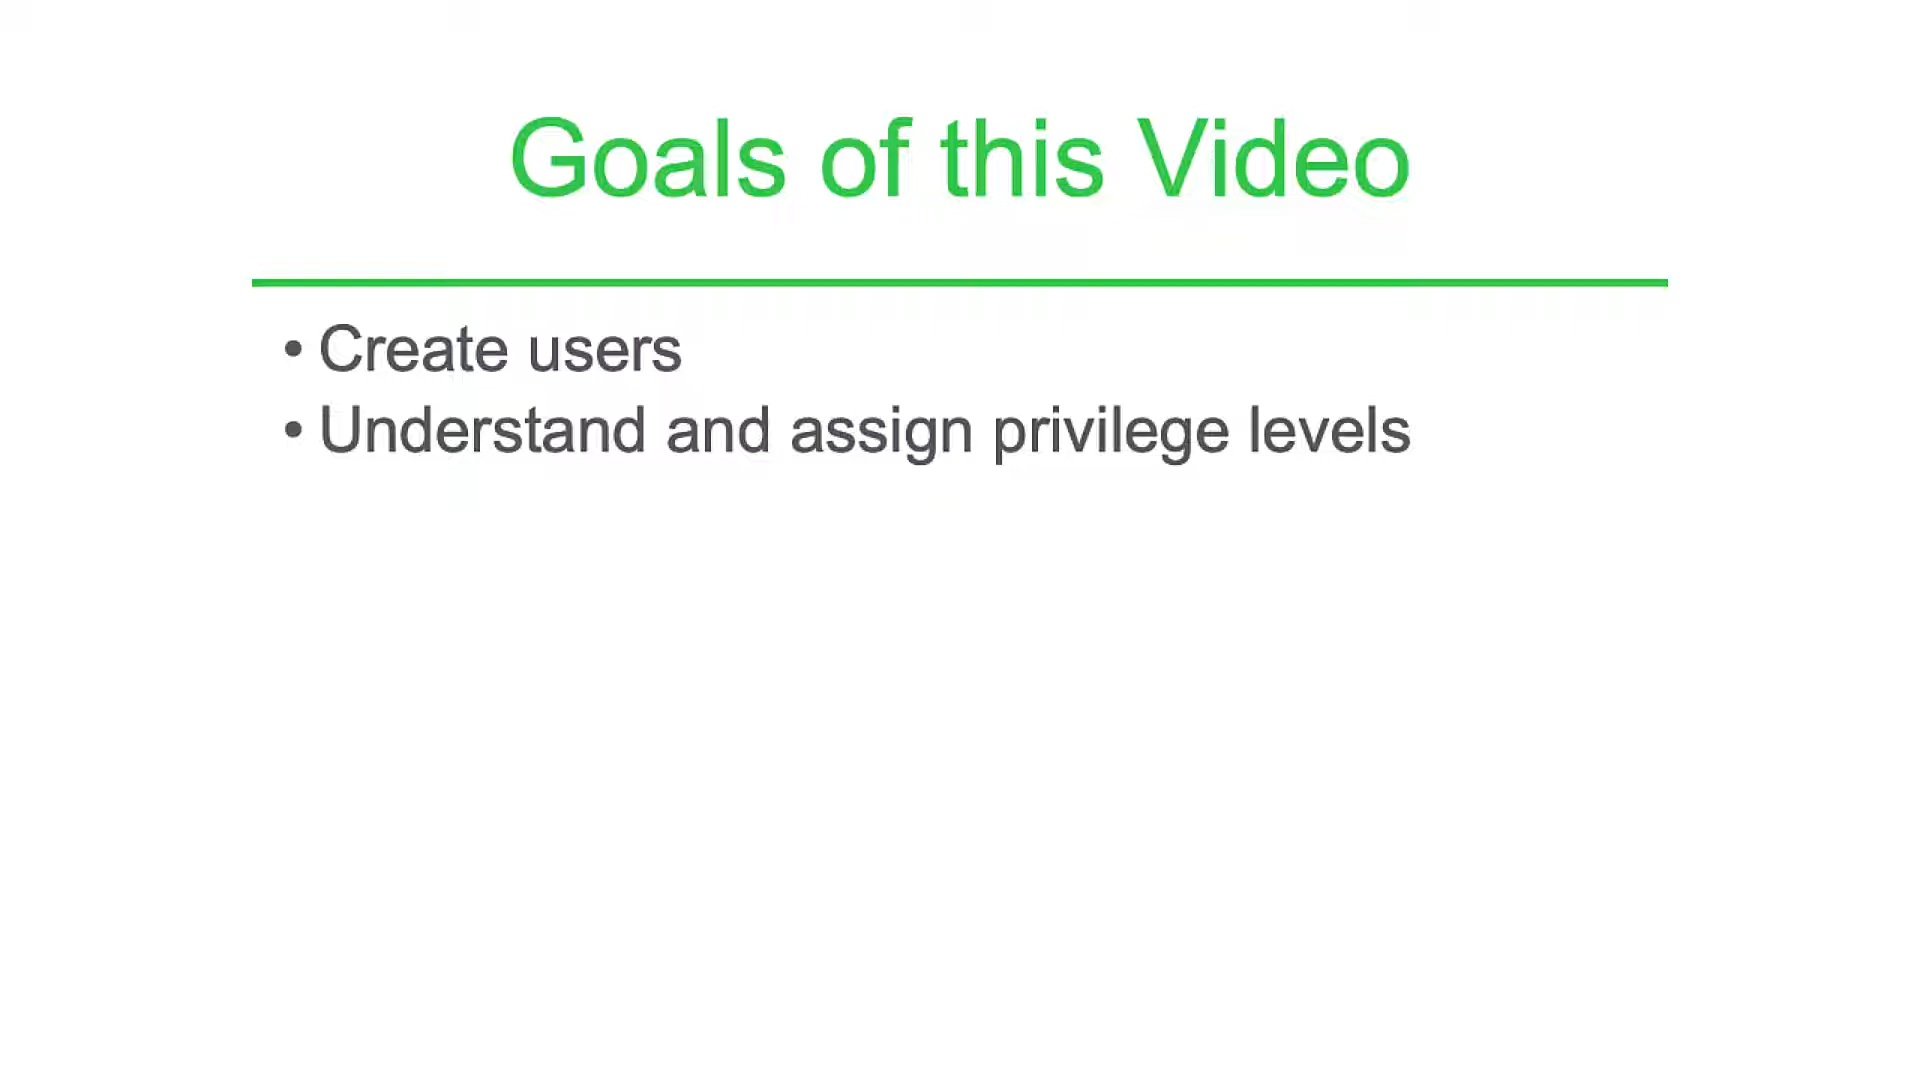 Goals of this Video
• Create users
• Understand and assign privilege levels